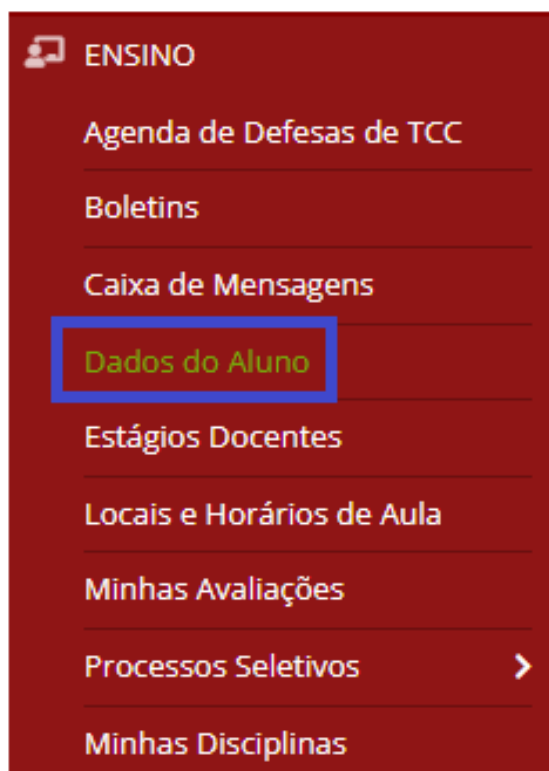 ENSINO
Agenda de Defesas de TCC
Boletins
Caixa de Mensagens
Dados do Aluno
Estágios Docentes
Locais e Horários de Aula
Minhas Avaliações
Processos Seletivos
Minhas Disciplinas